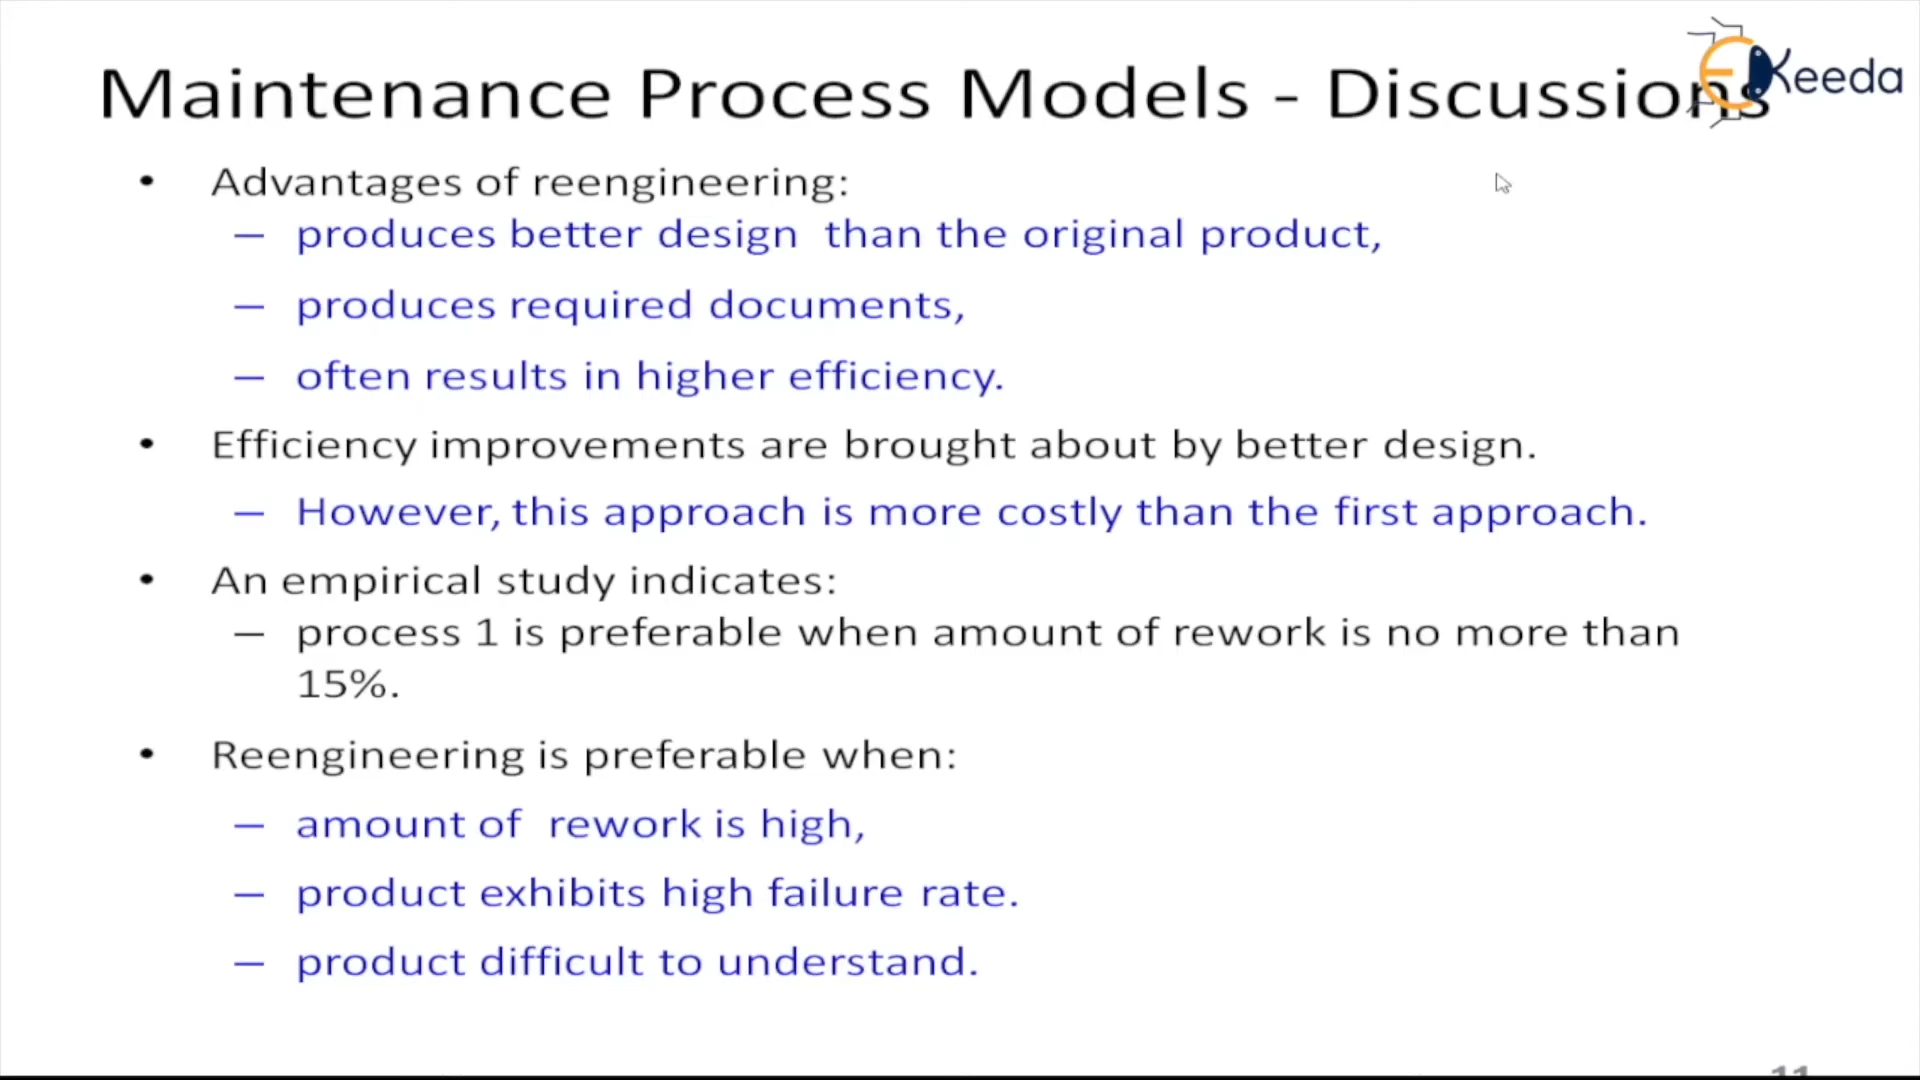 Maintenance Process Models - Discussions
EKeeda
• Advantages of reengineering:
– produces better design than the original product,
– produces required documents,
– often results in higher efficiency.
• Efficiency improvements are brought about by better design.
– However, this approach is more costly than the first approach.
• An empirical study indicates:
– process 1 is preferable when amount of rework is no more than
15%.
• Reengineering is preferable when:
– amount of rework is high,
– product exhibits high failure rate.
– product difficult to understand.
11